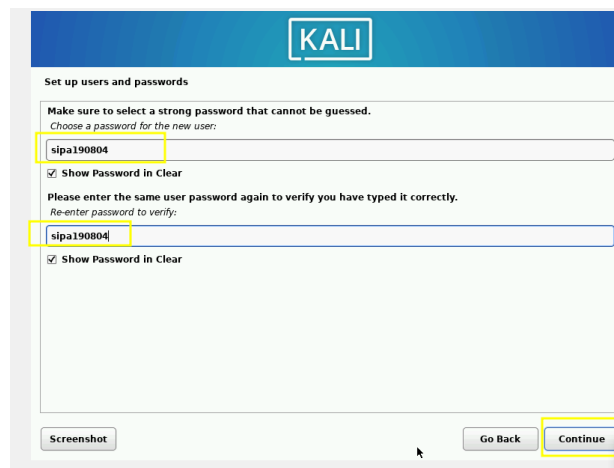 KALI
Set up users and passwords
Make sure to select a strong password that cannot be guessed.
Choose a password for the new user:
sipa190804
Show Password in Clear
Please enter the same user password again to verify you have typed it correctly.
Re-enter password to verify:
sipa190804
Show Password in Clear
Screenshot Go Back Continue